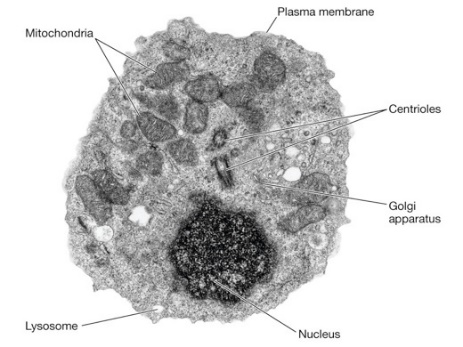 Plasma membrane
Mitochondria
Centrioles
Golgi
apparatus
Lysosome
Nucleus